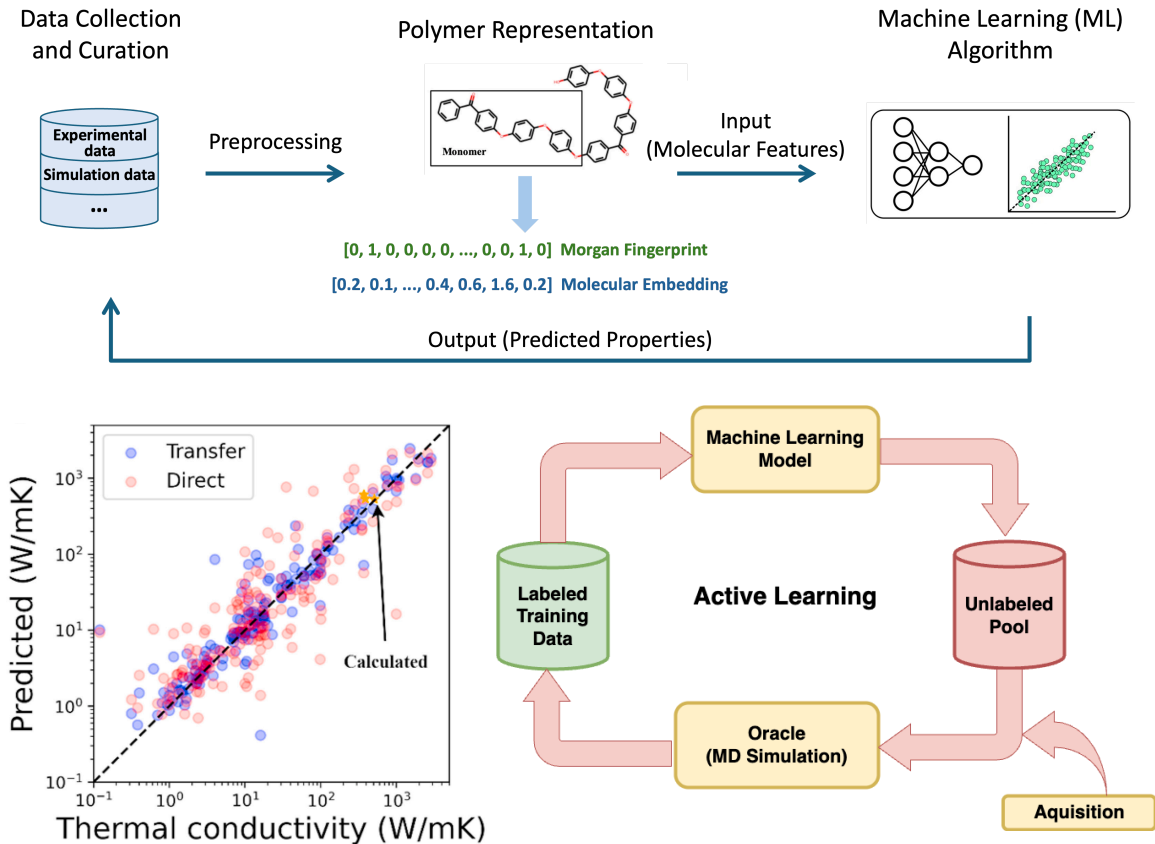 Data Collection
and Curation
Polymer Representation
Machine Learning (ML)
Algorithm
Experimental
data
Simulation data
...
Preprocessing
Monomer
Input
(Molecular Features)
[0, 1, 0, 0, 0, 0, ..., 0, 0, 1, 0] Morgan Fingerprint
[0.2, 0.1, ..., 0.4, 0.6, 1.6, 0.2] Molecular Embedding
Output (Predicted Properties)
Transfer
Direct
Calculated
Predicted (W/mK)
10³
10²
10¹
10⁰
10⁻¹
10⁻¹ 10⁰ 10¹ 10² 10³
Thermal conductivity (W/mK)
Machine Learning
Model
Labeled
Training
Data
Active Learning
Unlabeled
Pool
Oracle
(MD Simulation)
Aquisition